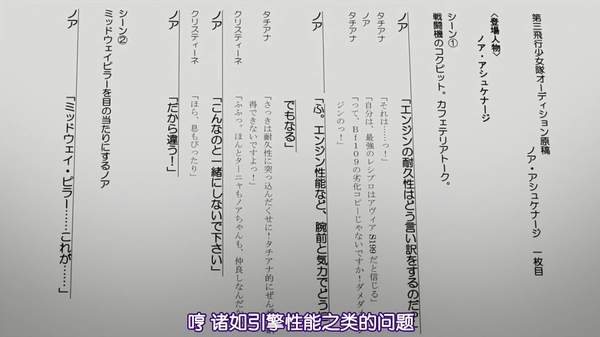 第三飛行少女隊オーディション原稿
ノア・アシュケナージ 一枚目
〈登場人物〉
ノア・アシュケナージ
シーン①
戦闘機のコクピット。カフェテリアトーク。
ノア 「エンジンの耐久性はどう言い訳をするのだ
タチアナ 「それは……っ！」
ノア 「自分は、最強のレシプロはアヴィア S199 だと信じる」
タチアナ 「って、Bf109の劣化コピーじゃないですか！ダメダメ
ジンのっ！」
ノア 「ふ。エンジン性能など、腕前と気力でどう
でもなる」
タチアナ 「さっきは耐久性に突っ込んだくせに！タチアナ的にぜんぜ
得できないですよっ！」
クリスティーネ 「ふふっ。ほんとターニャもノアちゃんも、仲良しなんだ
ノア 「こんなのと一緒にしないで下さい」
クリスティーネ 「ほら、息もぴったり」
ノア 「だから違う！」
シーン②
ミッドウェイピラーを目の当たりにするノア
ノア 「ミッドウェイ・ピラー……これが……」
哼 诸如引擎性能之类的问题